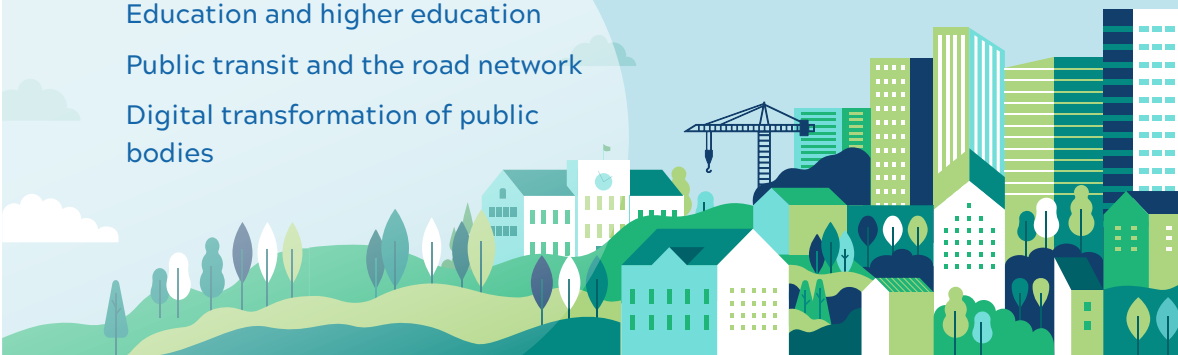 Education and higher education
Public transit and the road network
Digital transformation of public
bodies